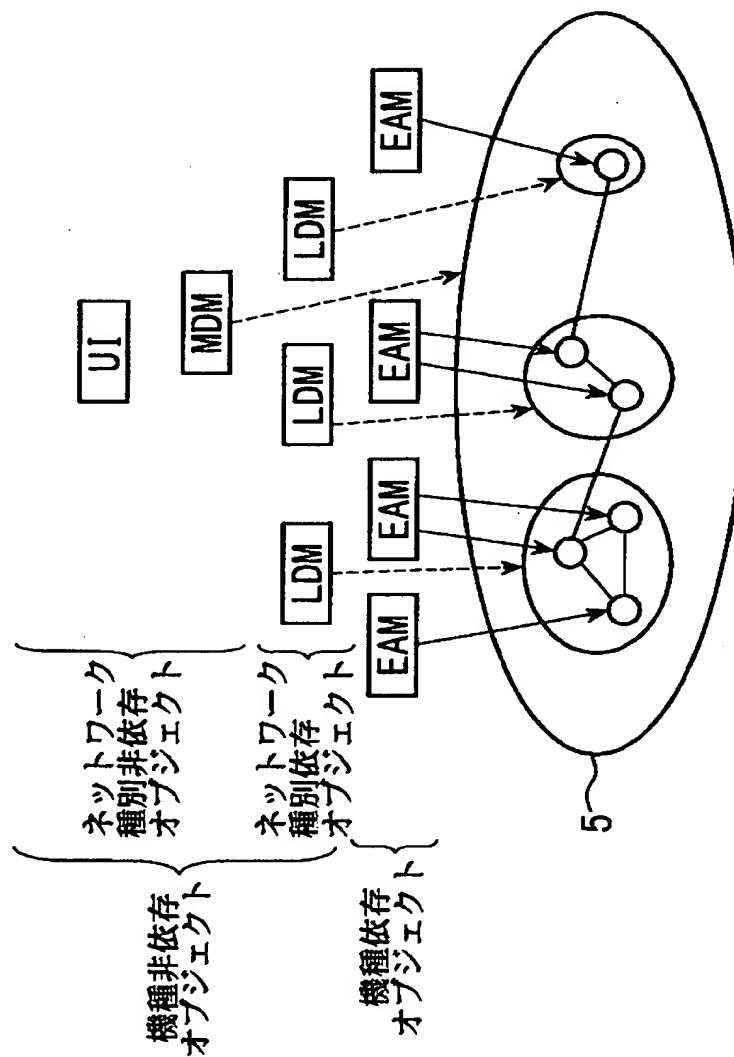 機種非依存
オブジェクト
機種依存
オブジェクト
ネットワーク
種別非依存
オブジェクト
ネットワーク
種別依存
オブジェクト
UI
MDM
LDM
LDM
LDM
EAM
EAM
EAM
EAM
5